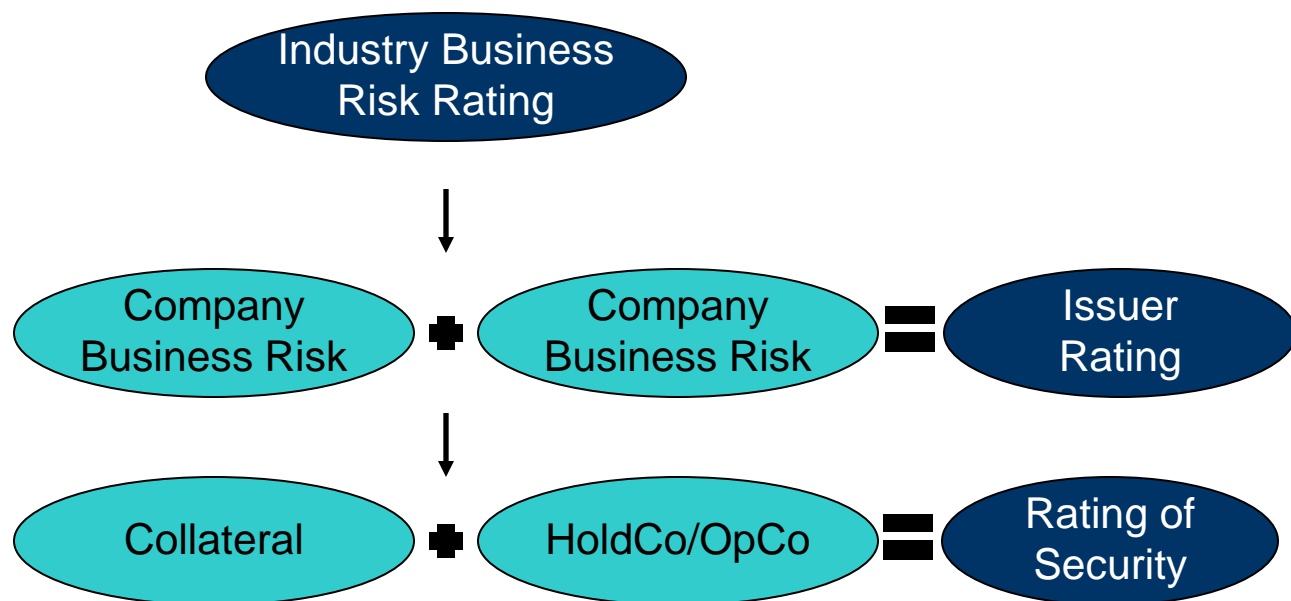 Industry Business
Risk Rating
Company
Business Risk
Company
Business Risk
Issuer
Rating
Collateral
HoldCo/OpCo
Rating of
Security